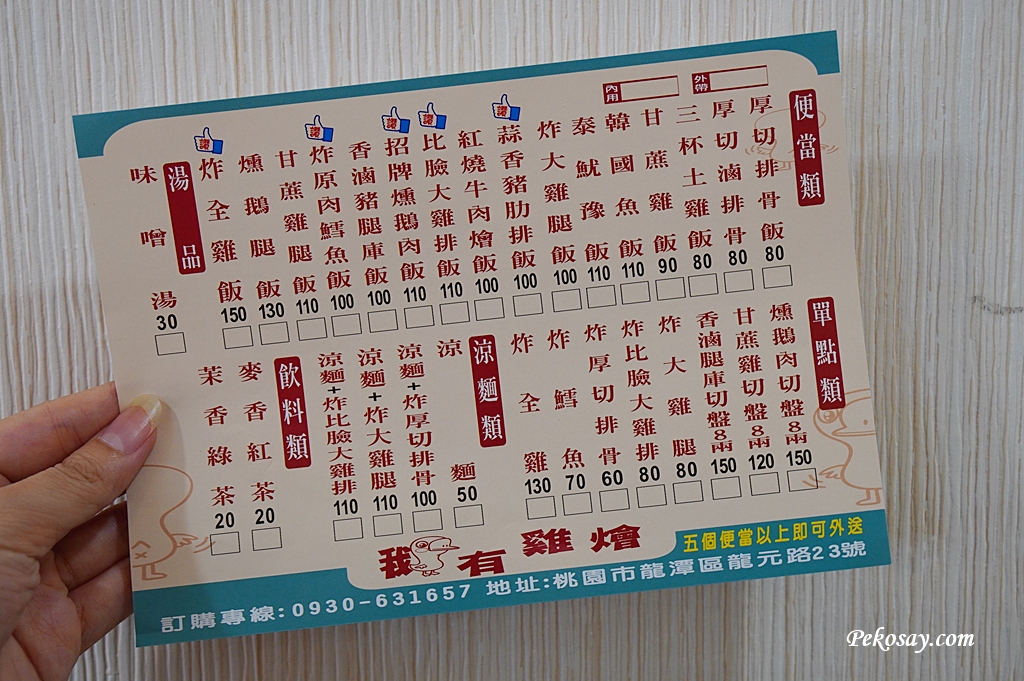 內用
外帶
便當類
厚切排骨飯 80
厚切滷排骨飯 80
三杯土雞飯 80
甘蔗雞飯 90
韓國魚飯 110
泰魷豫飯 110
炸大雞腿飯 100
讚
蒜香豬肋排飯 100
紅燒牛肉燴飯 100
讚
比臉大雞排飯 110
讚
招牌燻鵝肉飯 110
香滷豬腿庫飯 100
讚
炸原肉鱈魚飯 100
甘蔗雞腿飯 110
燻鵝腿飯 130
讚
炸全雞飯 150
湯品
味噌湯 30
單點類
燻鵝肉切盤8兩 150
甘蔗雞切盤8兩 120
香滷腿庫切盤8兩 150
炸大雞腿 80
炸比臉大雞排 80
炸厚切排骨 60
炸鱈魚 70
炸全雞 130
涼麵類
涼麵 50
涼麵+炸厚切排骨 100
涼麵+炸大雞腿 110
涼麵+炸比臉大雞排 110
飲料類
麥香紅茶 20
茉香綠茶 20
我有雞燴
五個便當以上即可外送
訂購專線:0930-631657 地址:桃園市龍潭區龍元路23號
Pekosay.com